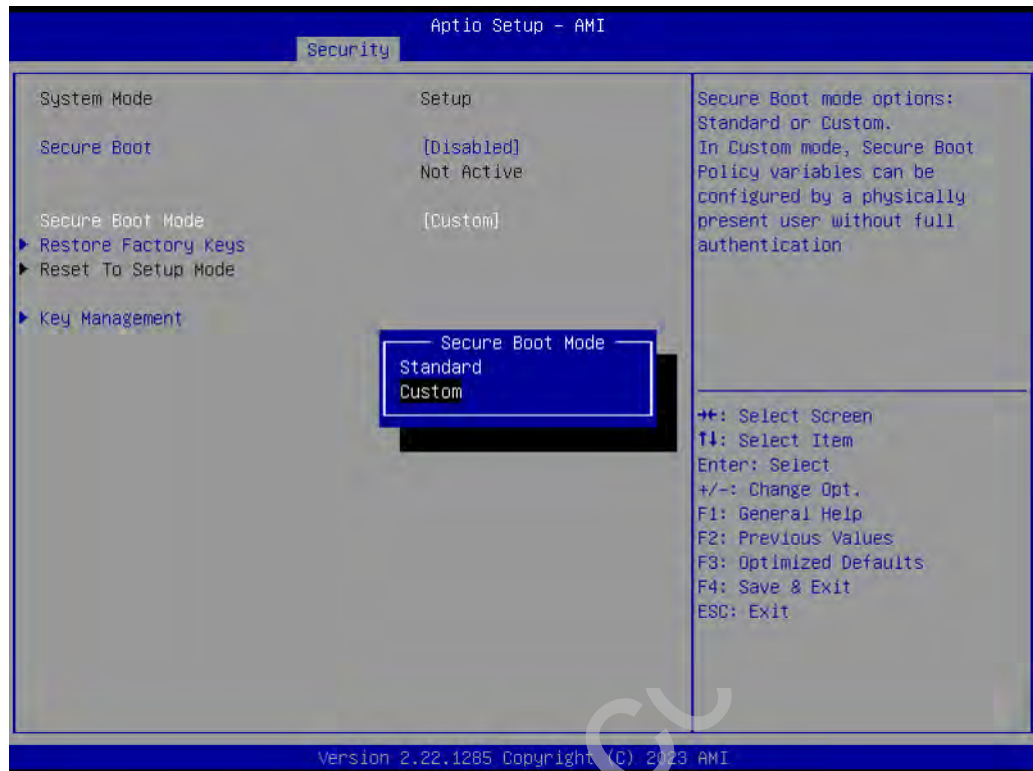 Aptio Setup - AMI
Security
System Mode Setup
Secure Boot [Disabled]
Not Active
Secure Boot Mode [Custom]
Restore Factory Keys
Reset To Setup Mode
Key Management
Secure Boot Mode
Standard
Custom
Secure Boot mode options:
Standard or Custom.
In Custom mode, Secure Boot
Policy variables can be
configured by a physically
present user without full
authentication
→←: Select Screen
↑↓: Select Item
Enter: Select
+/-: Change Opt.
F1: General Help
F2: Previous Values
F3: Optimized Defaults
F4: Save & Exit
ESC: Exit
Version 2.22.1285 Copyright (C) 2023 AMI